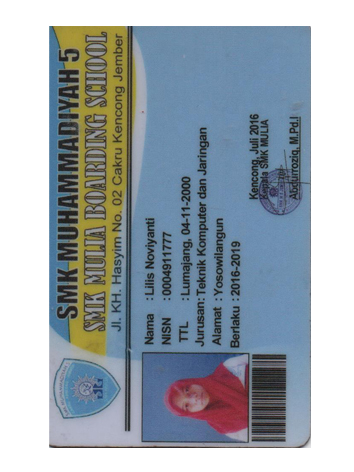 SMK MUHAMMADIYAH 5
SMK MULIA BOARDING SCHOOL
Jl. KH. Hasyim No. 02 Cakru Kencong Jember
Nama : Lilis Noviyanti
NISN : 0004911777
TTL : Lumajang, 04-11-2000
Jurusan: Teknik Komputer dan Jaringan
Alamat : Yosowilangun
Berlaku : 2016-2019
Kencong, Juli 2016
Kepala SMK MULIA
Abdurroziq, M.Pd.I